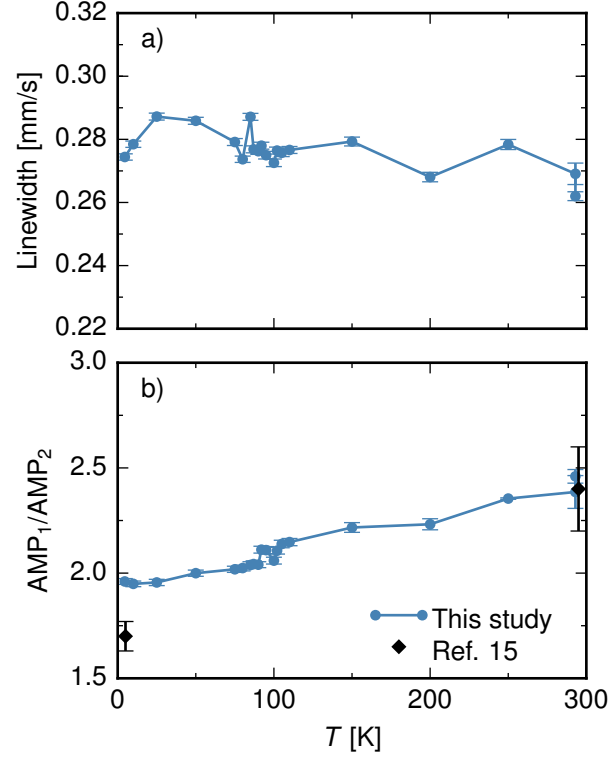 0.32
a)
0.30
0.28
0.26
0.24
0.22
Linewidth [mm/s]
3.0
b)
2.5
2.0
1.5
AMP₁/AMP₂
This study
Ref. 15
0 100 200 300
T [K]